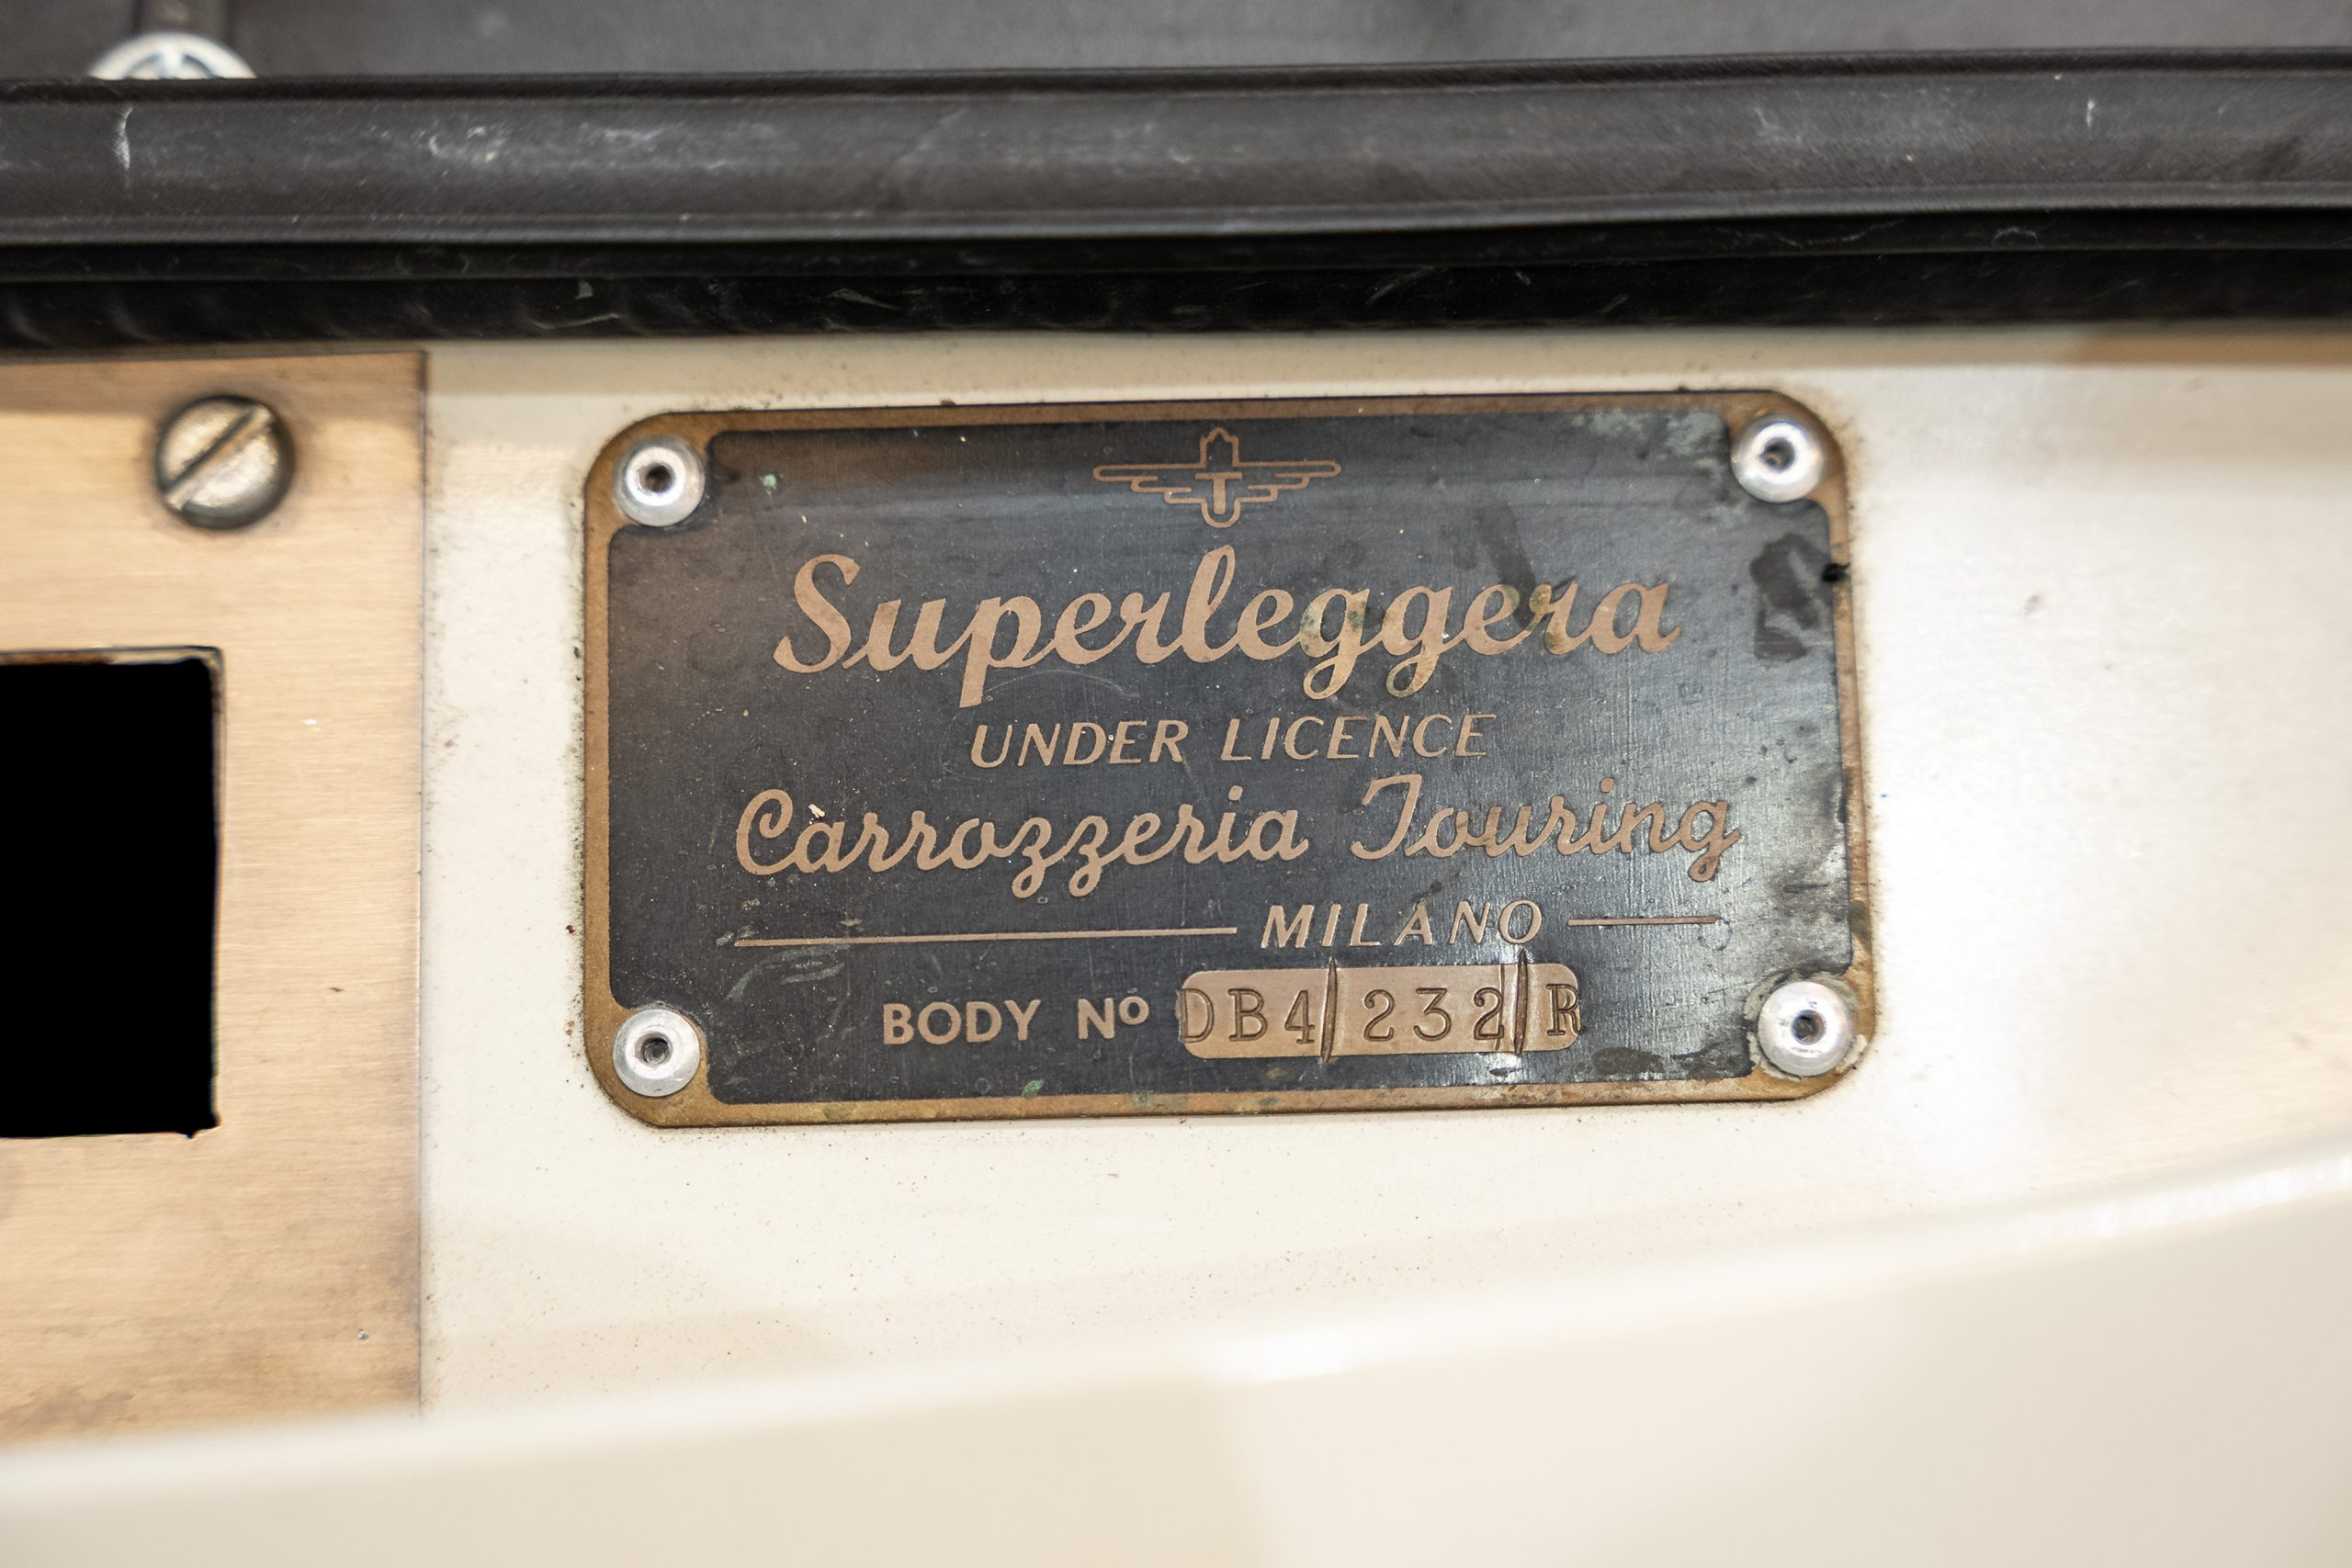 Superleggera
UNDER LICENCE
Carrozzeria Touring
MILANO
BODY Nº DB4/232/R